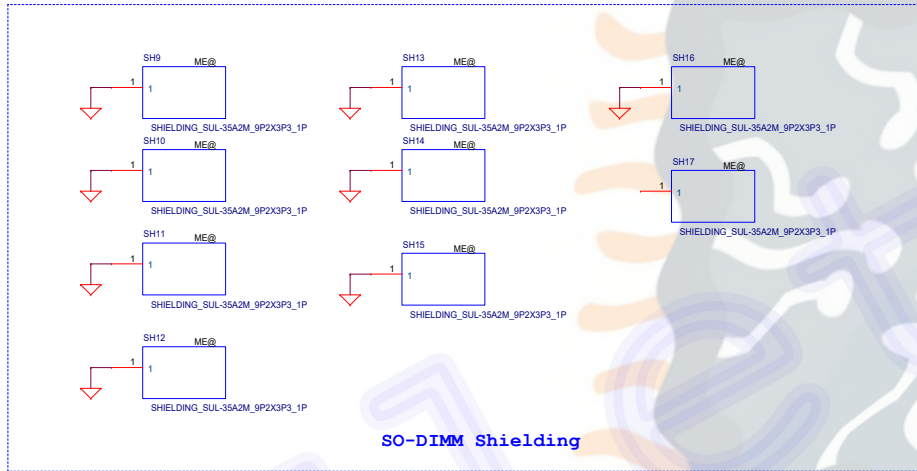 SH9 ME@
1 1
SHIELDING_SUL-35A2M_9P2X3P3_1P
SH10 ME@
1 1
SHIELDING_SUL-35A2M_9P2X3P3_1P
SH11 ME@
1 1
SHIELDING_SUL-35A2M_9P2X3P3_1P
SH12 ME@
1 1
SHIELDING_SUL-35A2M_9P2X3P3_1P
SH13 ME@
1 1
SHIELDING_SUL-35A2M_9P2X3P3_1P
SH14 ME@
1 1
SHIELDING_SUL-35A2M_9P2X3P3_1P
SH15 ME@
1 1
SHIELDING_SUL-35A2M_9P2X3P3_1P
SH16 ME@
1 1
SHIELDING_SUL-35A2M_9P2X3P3_1P
SH17 ME@
1 1
SHIELDING_SUL-35A2M_9P2X3P3_1P
SO-DIMM Shielding